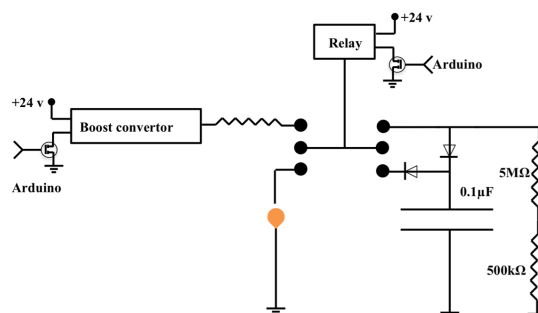 +24 v
Relay
Arduino
+24 v
Boost convertor
Arduino
5MΩ
0.1µF
500kΩ